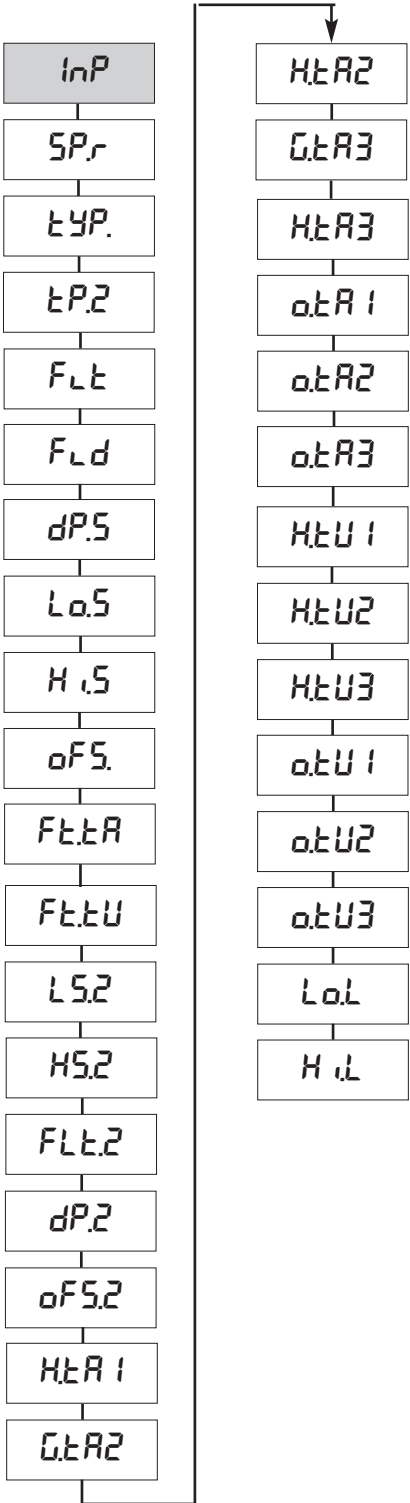 InP
SP.r
tYP.
tP.2
FLt
FLd
dP.S
Lo.S
Hi.S
oFS.
Ft.tA
Ft.tU
LS.2
HS.2
FLt.2
dP.2
oFS.2
H.tA1
G.tA2
H.tA2
G.tA3
H.tA3
o.tA1
o.tA2
o.tA3
H.tU1
H.tU2
H.tU3
o.tU1
o.tU2
o.tU3
Lo.L
Hi.L